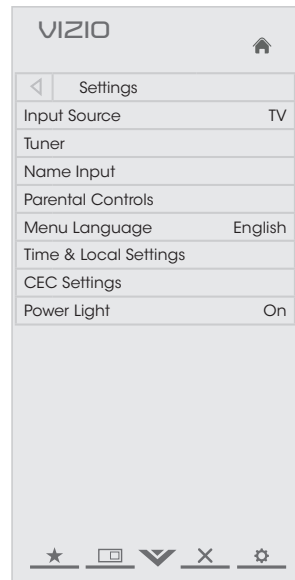 VIZIO
Settings
Input Source TV
Tuner
Name Input
Parental Controls
Menu Language English
Time & Local Settings
CEC Settings
Power Light On